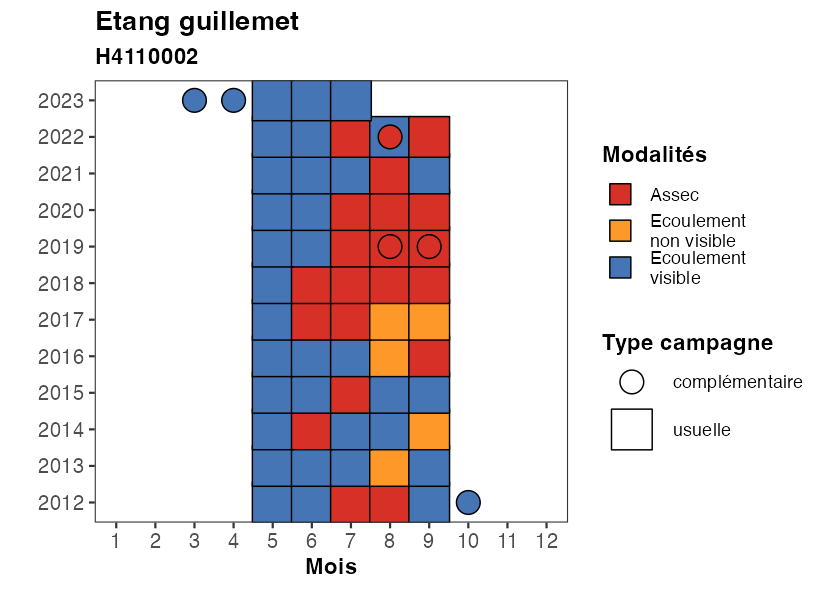 Etang guillemet
H4110002
2023
2022
2021
2020
2019
2018
2017
2016
2015
2014
2013
2012
1 2 3 4 5 6 7 8 9 10 11 12
Mois
Modalités
Assec
Ecoulement
non visible
Ecoulement
visible
Type campagne
complémentaire
usuelle